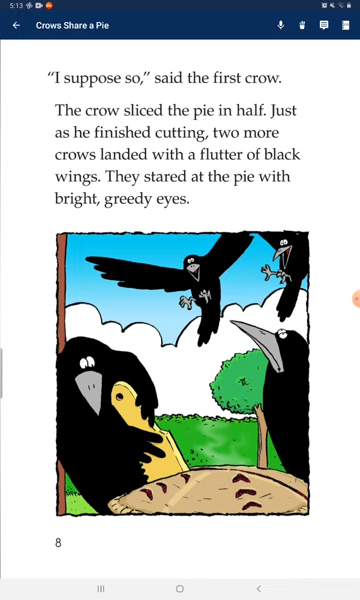 5:13
Crows Share a Pie
“I suppose so,” said the first crow.
The crow sliced the pie in half. Just
as he finished cutting, two more
crows landed with a flutter of black
wings. They stared at the pie with
bright, greedy eyes.
8